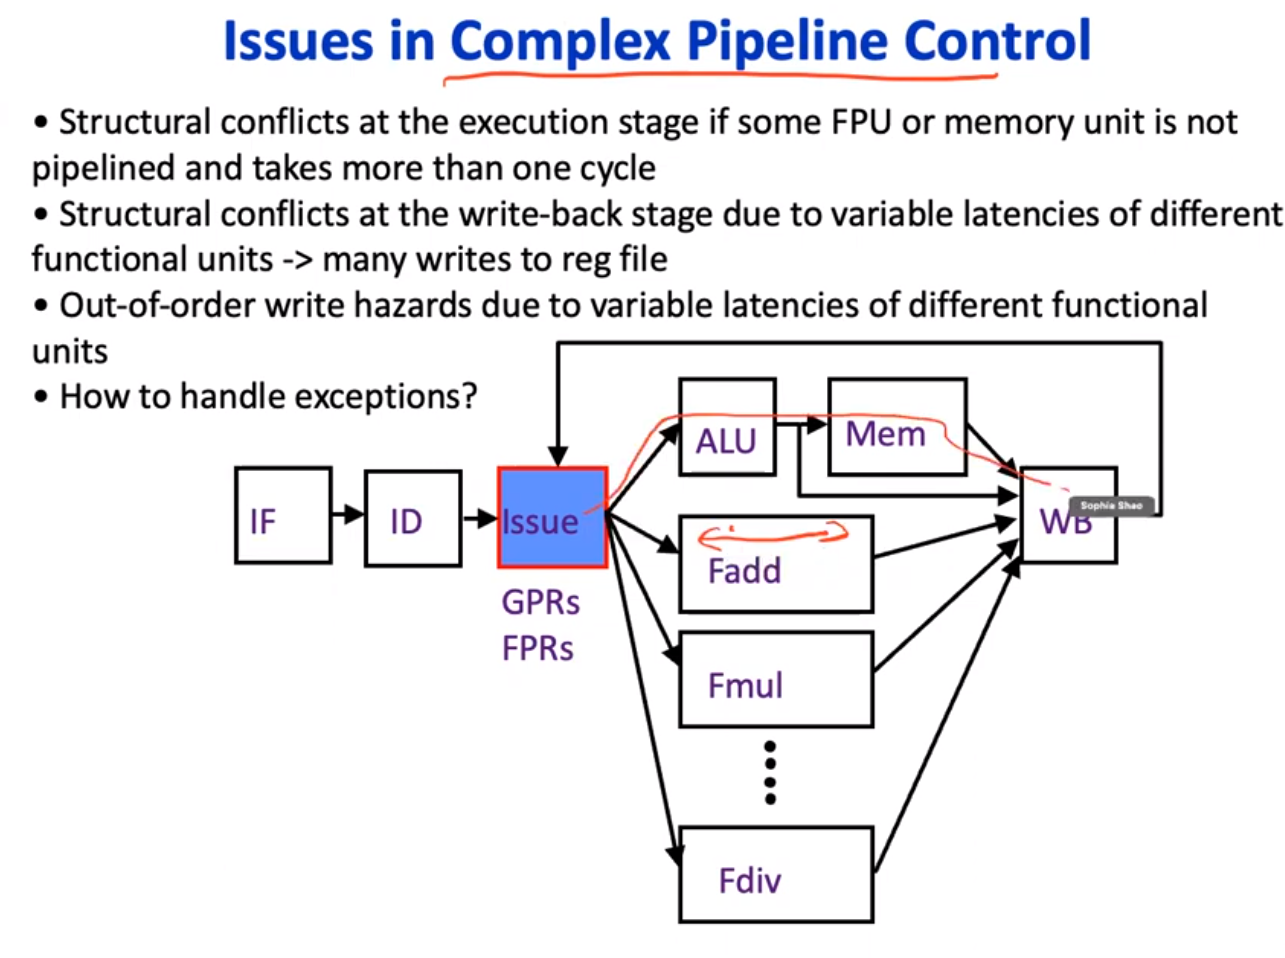 Issues in Complex Pipeline Control
• Structural conflicts at the execution stage if some FPU or memory unit is not
pipelined and takes more than one cycle
• Structural conflicts at the write-back stage due to variable latencies of different
functional units -> many writes to reg file
• Out-of-order write hazards due to variable latencies of different functional
units
• How to handle exceptions?
IF
ID
Issue
GPRs
FPRs
ALU
Mem
Fadd
Fmul
Fdiv
WB
Sophia Shao